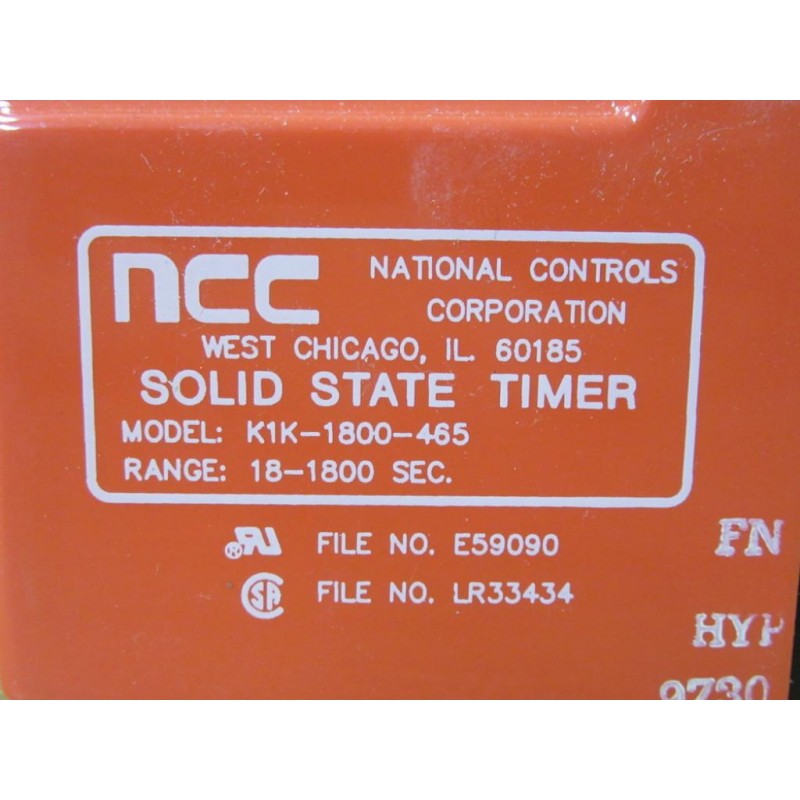 ncc NATIONAL CONTROLS
CORPORATION
WEST CHICAGO, IL. 60185
SOLID STATE TIMER
MODEL: K1K-1800-465
RANGE: 18-1800 SEC.
FILE NO. E59090
FILE NO. LR33434
FN
HYP
9730